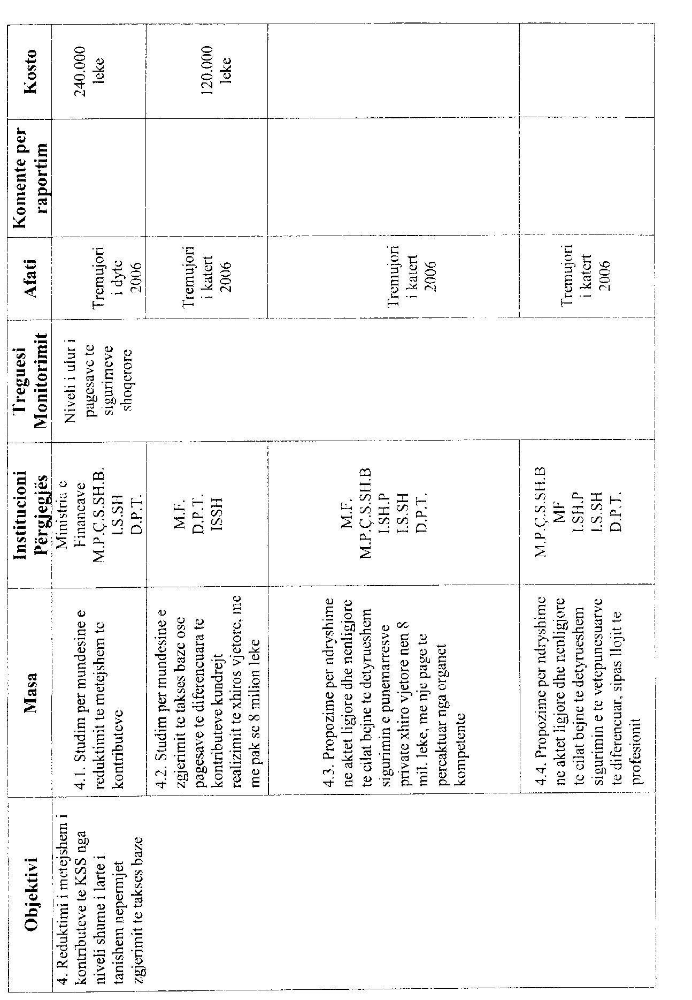 Objektivi
Masa
Institucioni
Përgjegjës
Treguesi
Monitorimit
Afati
Komente per
raportim
Kosto
4. Reduktimi i metejshem i
kontributeve te KSS nga
niveli shume i larte i
tanishem nepermjet
zgjerimit te takses baze
4.1. Studim per mundesine e
reduktimit te metejshem te
kontributeve
Ministria e
Financave
M.P.Ç.S.SH.B.
I.S.SH
D.P.T.
Niveli i ulur i
pagesave te
sigurimeve
shoqerore
Tremujori
i dyte
2006
240.000
leke
4.2. Studim per mundesine e
zgjerimit te takses baze ose
pagesave te diferencuara te
kontributeve kundrejt
realizimit te xhiros vjetore, me
me pak se 8 milion leke
M.F.
D.P.T.
ISSH
Tremujori
i katert
2006
120.000
leke
4.3. Propozime per ndryshime
ne aktet ligjore dhe nenligjore
te cilat bejne te detyrueshem
sigurimin e punemarresve
private xhiro vjetore nen 8
mil. leke, me nje page te
percaktuar nga organet
kompetente
M.F.
M.P.Ç.S.SH.B
I.SH.P
I.S.SH
D.P.T.
Tremujori
i katert
2006
4.4. Propozime per ndryshime
ne aktet ligjore dhe nenligjore
te cilat bejne te detyrueshem
sigurimin e te vetepunesuarve
te diferencuar, sipas llojit te
profesionit
M.P.Ç.S.SH.B
MF
I.SH.P
I.S.SH
D.P.T.
Tremujori
i katert
2006